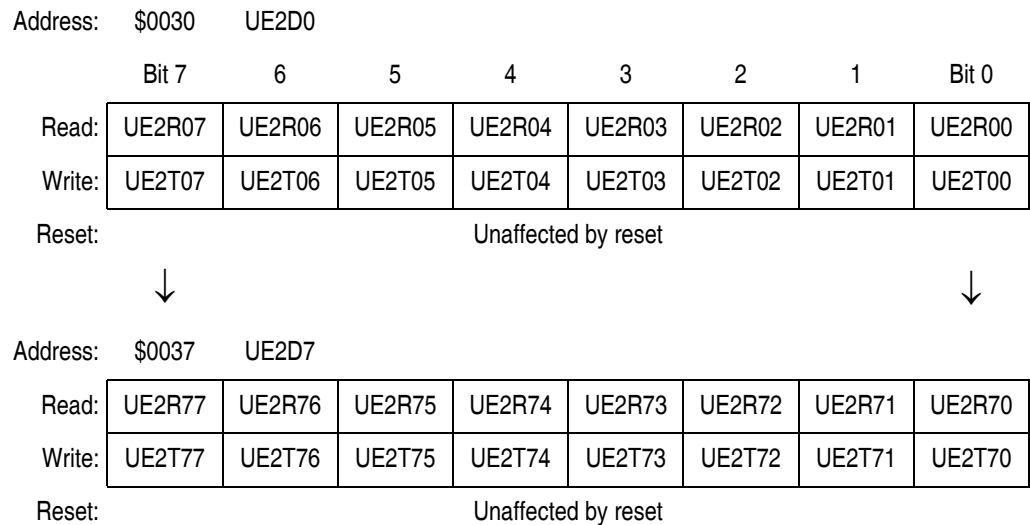 Address: $0030 UE2D0
Bit 7 6 5 4 3 2 1 Bit 0
Read: UE2R07 UE2R06 UE2R05 UE2R04 UE2R03 UE2R02 UE2R01 UE2R00
Write: UE2T07 UE2T06 UE2T05 UE2T04 UE2T03 UE2T02 UE2T01 UE2T00
Reset: Unaffected by reset
↓ ↓
Address: $0037 UE2D7
Read: UE2R77 UE2R76 UE2R75 UE2R74 UE2R73 UE2R72 UE2R71 UE2R70
Write: UE2T77 UE2T76 UE2T75 UE2T74 UE2T73 UE2T72 UE2T71 UE2T70
Reset: Unaffected by reset